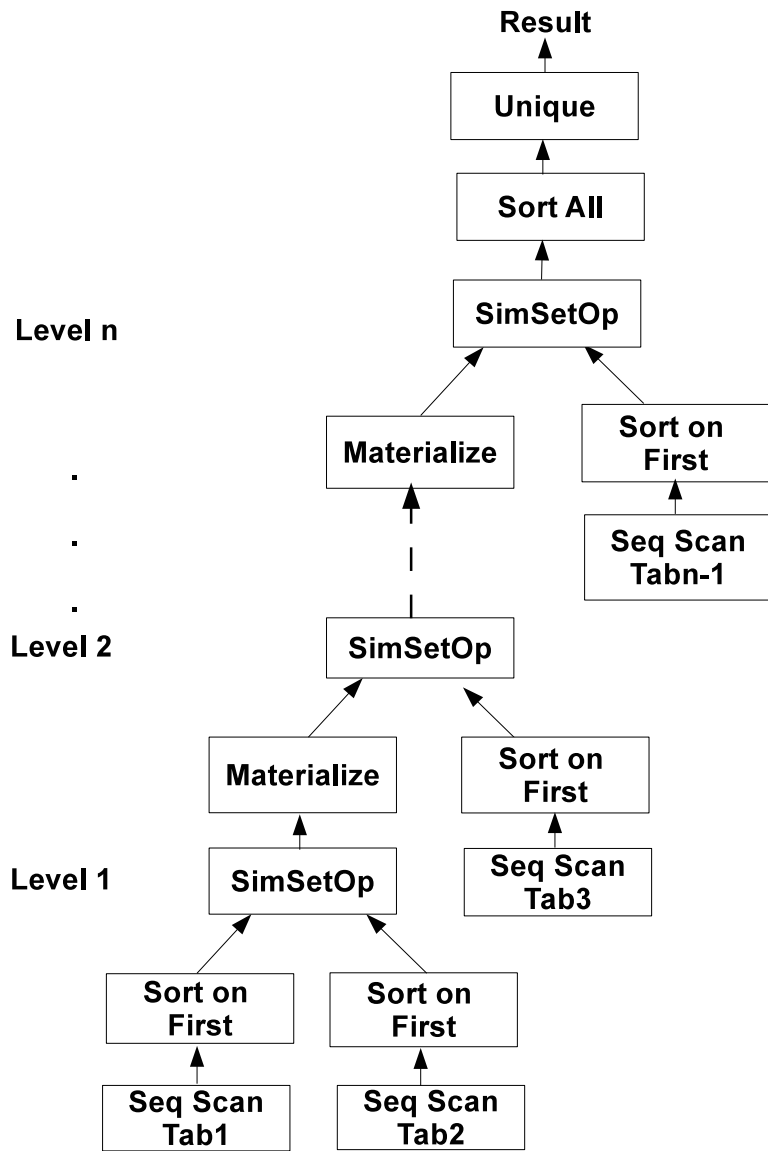 Result
Unique
Sort All
SimSetOp
Level n
Materialize
Sort on
First
Seq Scan
Tabn-1
.
.
.
Level 2
SimSetOp
Materialize
Sort on
First
Level 1
SimSetOp
Seq Scan
Tab3
Sort on
First
Sort on
First
Seq Scan
Tab1
Seq Scan
Tab2